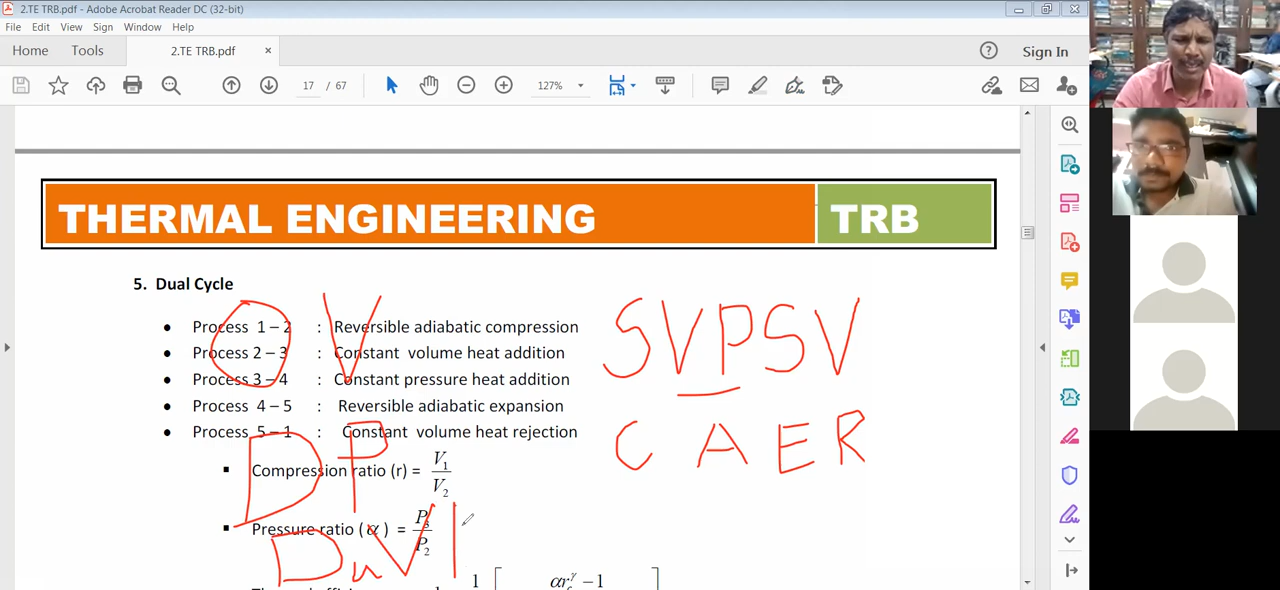 2.TE TRB.pdf - Adobe Acrobat Reader DC (32-bit)
File Edit View Sign Window Help
Home Tools 2.TE TRB.pdf × Sign In
17 / 67 127%
THERMAL ENGINEERING TRB
5. Dual Cycle
• Process 1 – 2 : Reversible adiabatic compression
• Process 2 – 3 : Constant volume heat addition
• Process 3 – 4 : Constant pressure heat addition
• Process 4 – 5 : Reversible adiabatic expansion
• Process 5 – 1 : Constant volume heat rejection
O V
SVPSV
C A E R
▪ Compression ratio (r) = V₁/V₂
D P
▪ Pressure ratio (α) = P₃/P₂
Du V